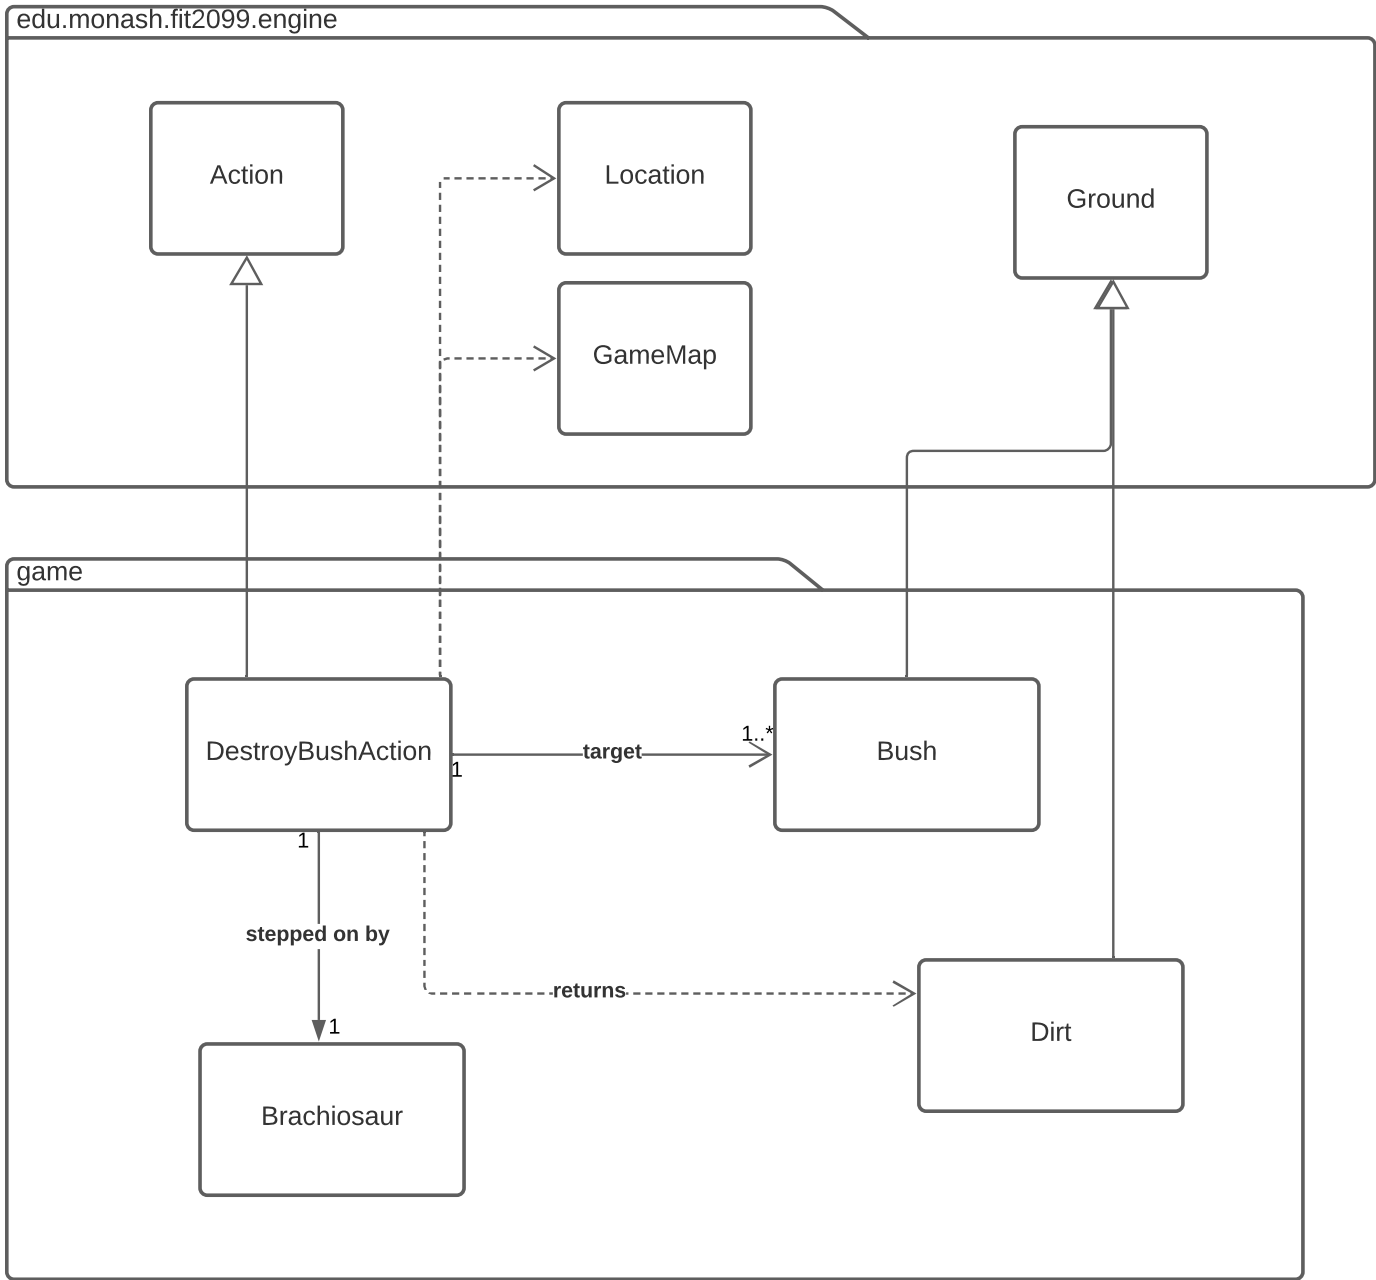 edu.monash.fit2099.engine
Action
Location
Ground
GameMap
game
DestroyBushAction
1
target
1..*
Bush
1
stepped on by
1
returns
Dirt
Brachiosaur